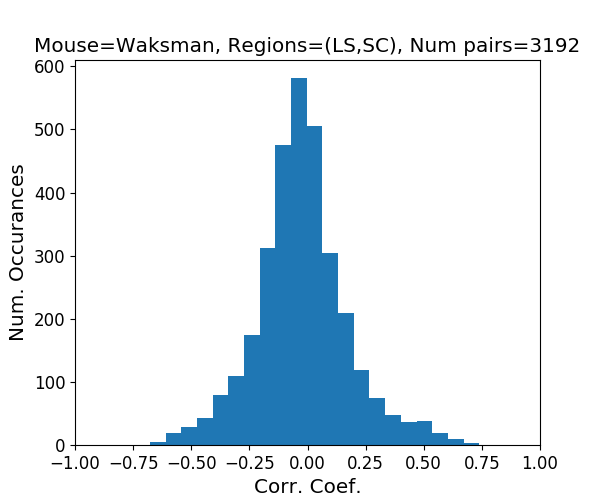 Mouse=Waksman, Regions=(LS,SC), Num pairs=3192
600
500
400
300
200
100
0
Num. Occurances
−1.00 −0.75 −0.50 −0.25 0.00 0.25 0.50 0.75 1.00
Corr. Coef.